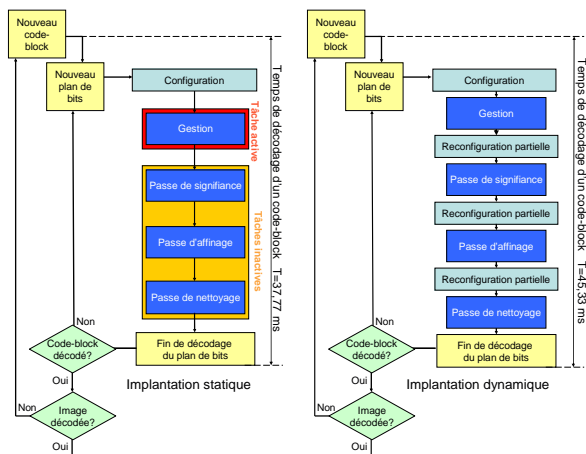 Nouveau
code-
block
Nouveau
plan de
bits
Configuration
Gestion
Tâche active
Passe de signifiance
Passe d'affinage
Passe de nettoyage
Tâches inactives
Temps de décodage d'un code-block T=37,77 ms
Non
Code-block
décodé?
Fin de décodage
du plan de bits
Oui
Implantation statique
Non
Image
décodée?
Oui
Nouveau
code-
block
Nouveau
plan de
bits
Configuration
Gestion
Reconfiguration partielle
Passe de signifiance
Reconfiguration partielle
Passe d'affinage
Reconfiguration partielle
Passe de nettoyage
Temps de décodage d'un code-block T=45,33 ms
Non
Code-block
décodé?
Fin de décodage
du plan de bits
Oui
Implantation dynamique
Non
Image
décodée?
Oui